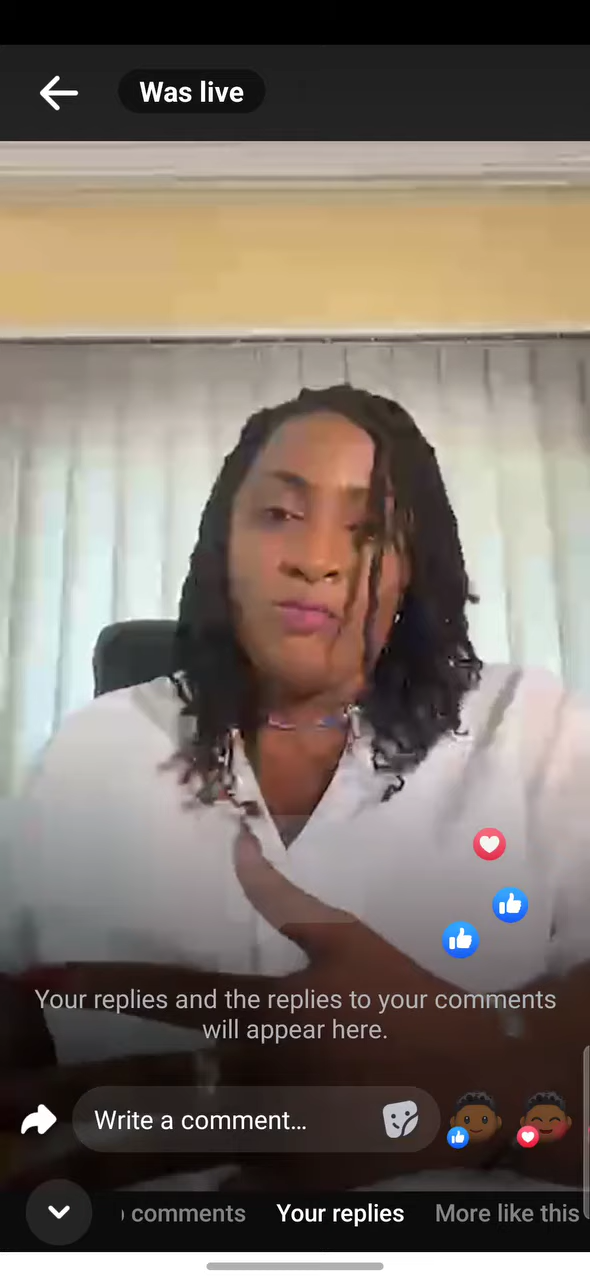 Was live
Your replies and the replies to your comments
will appear here.
Write a comment...
comments
Your replies
More like this